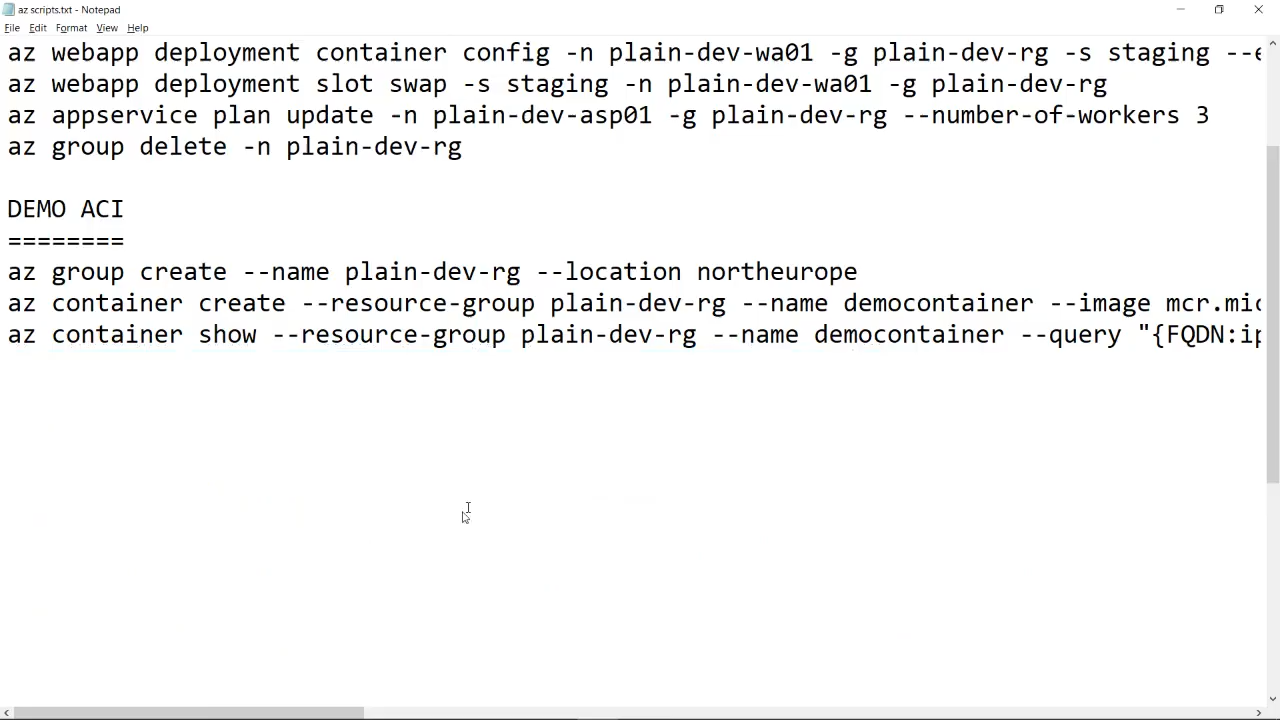 az scripts.txt - Notepad
File Edit Format View Help
az webapp deployment container config -n plain-dev-wa01 -g plain-dev-rg -s staging --e
az webapp deployment slot swap -s staging -n plain-dev-wa01 -g plain-dev-rg
az appservice plan update -n plain-dev-asp01 -g plain-dev-rg --number-of-workers 3
az group delete -n plain-dev-rg
DEMO ACI
========
az group create --name plain-dev-rg --location northeurope
az container create --resource-group plain-dev-rg --name democontainer --image mcr.mic
az container show --resource-group plain-dev-rg --name democontainer --query "{FQDN:ip